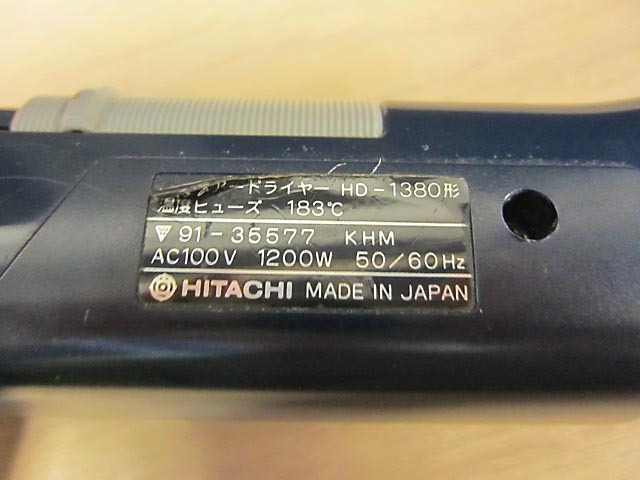 ードライヤー HD-1380形
温度ヒューズ 183℃
▽ 91-35577 KHM
AC100V 1200W 50/60Hz
HITACHI MADE IN JAPAN